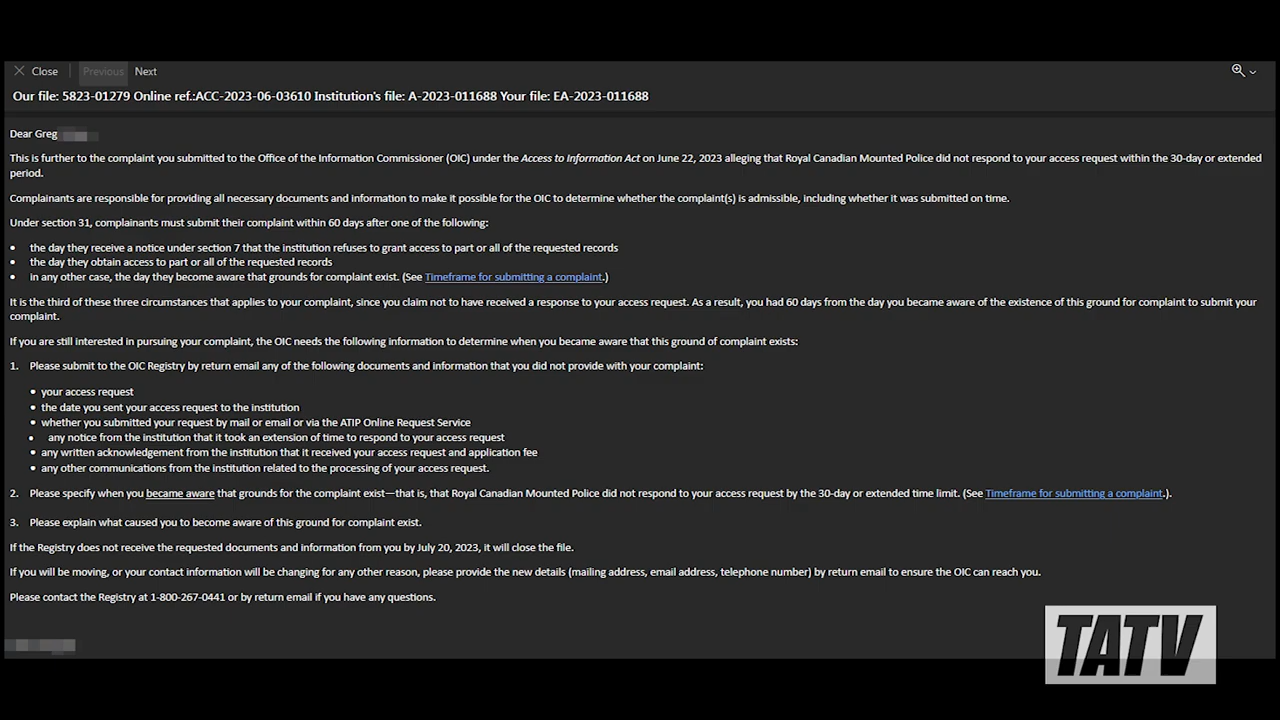 Close Previous Next
Our file: 5823-01279 Online ref.:ACC-2023-06-03610 Institution's file: A-2023-011688 Your file: EA-2023-011688
Dear Greg
This is further to the complaint you submitted to the Office of the Information Commissioner (OIC) under the Access to Information Act on June 22, 2023 alleging that Royal Canadian Mounted Police did not respond to your access request within the 30-day or extended
period.
Complainants are responsible for providing all necessary documents and information to make it possible for the OIC to determine whether the complaint(s) is admissible, including whether it was submitted on time.
Under section 31, complainants must submit their complaint within 60 days after one of the following:
• the day they receive a notice under section 7 that the institution refuses to grant access to part or all of the requested records
• the day they obtain access to part or all of the requested records
• in any other case, the day they become aware that grounds for complaint exist. (See Timeframe for submitting a complaint.)
It is the third of these three circumstances that applies to your complaint, since you claim not to have received a response to your access request. As a result, you had 60 days from the day you became aware of the existence of this ground for complaint to submit your
complaint.
If you are still interested in pursuing your complaint, the OIC needs the following information to determine when you became aware that this ground of complaint exists:
1. Please submit to the OIC Registry by return email any of the following documents and information that you did not provide with your complaint:
• your access request
• the date you sent your access request to the institution
• whether you submitted your request by mail or email or via the ATIP Online Request Service
• any notice from the institution that it took an extension of time to respond to your access request
• any written acknowledgement from the institution that it received your access request and application fee
• any other communications from the institution related to the processing of your access request.
2. Please specify when you became aware that grounds for the complaint exist—that is, that Royal Canadian Mounted Police did not respond to your access request by the 30-day or extended time limit. (See Timeframe for submitting a complaint.).
3. Please explain what caused you to become aware of this ground for complaint exist.
If the Registry does not receive the requested documents and information from you by July 20, 2023, it will close the file.
If you will be moving, or your contact information will be changing for any other reason, please provide the new details (mailing address, email address, telephone number) by return email to ensure the OIC can reach you.
Please contact the Registry at 1-800-267-0441 or by return email if you have any questions.
TATV